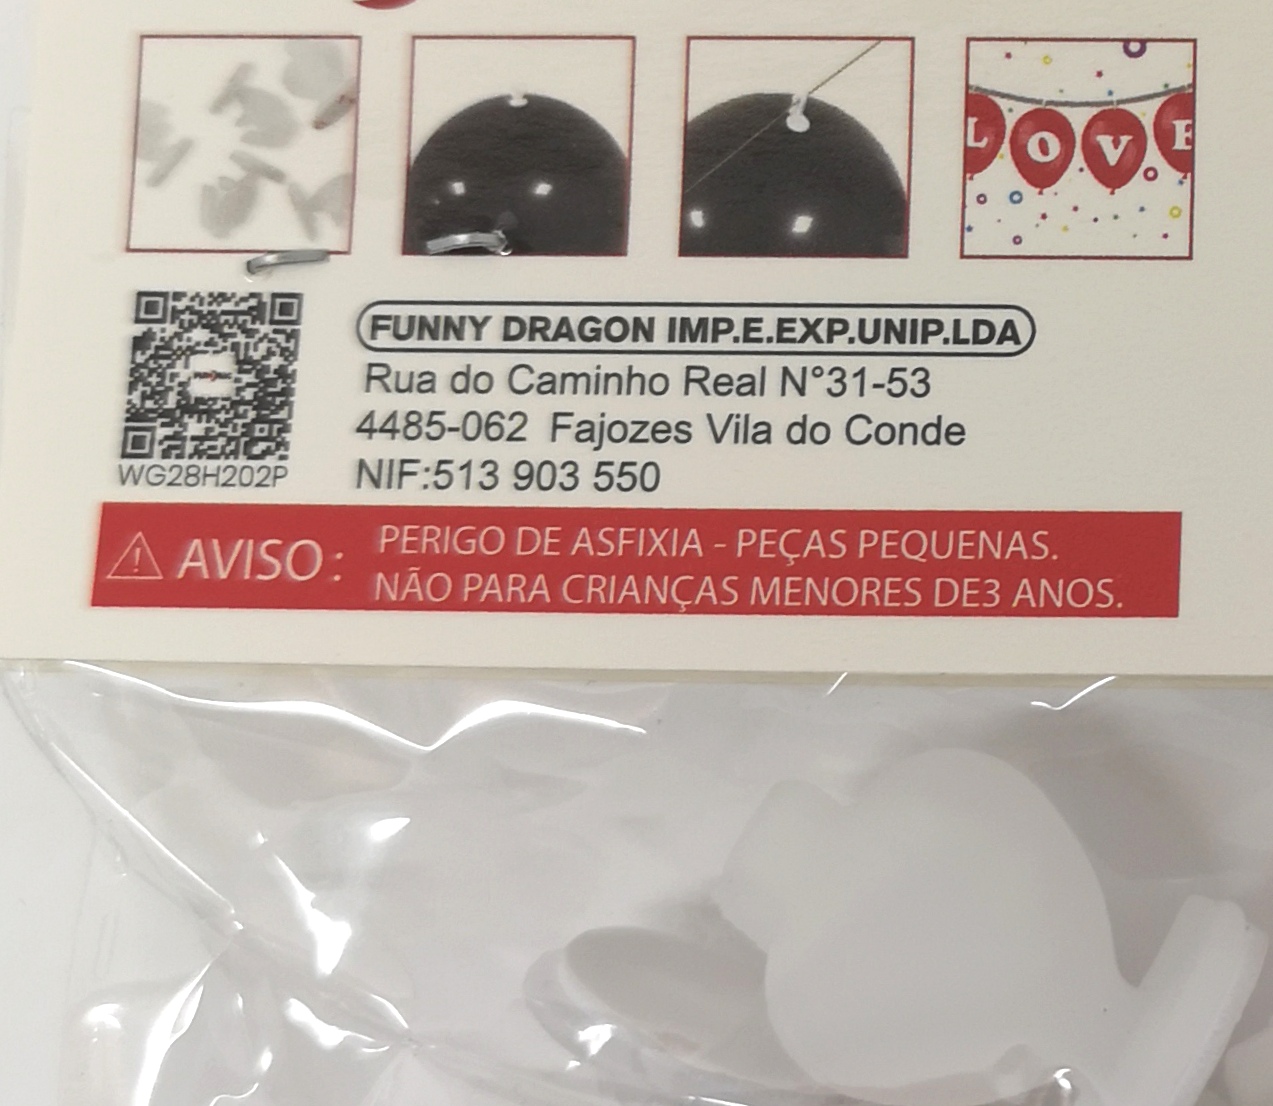 L O V E
FUNNY DRAGON IMP.E.EXP.UNIP.LDA
Rua do Caminho Real N°31-53
4485-062 Fajozes Vila do Conde
NIF:513 903 550
WG28H202P
AVISO: PERIGO DE ASFIXIA - PEÇAS PEQUENAS.
NÃO PARA CRIANÇAS MENORES DE3 ANOS.